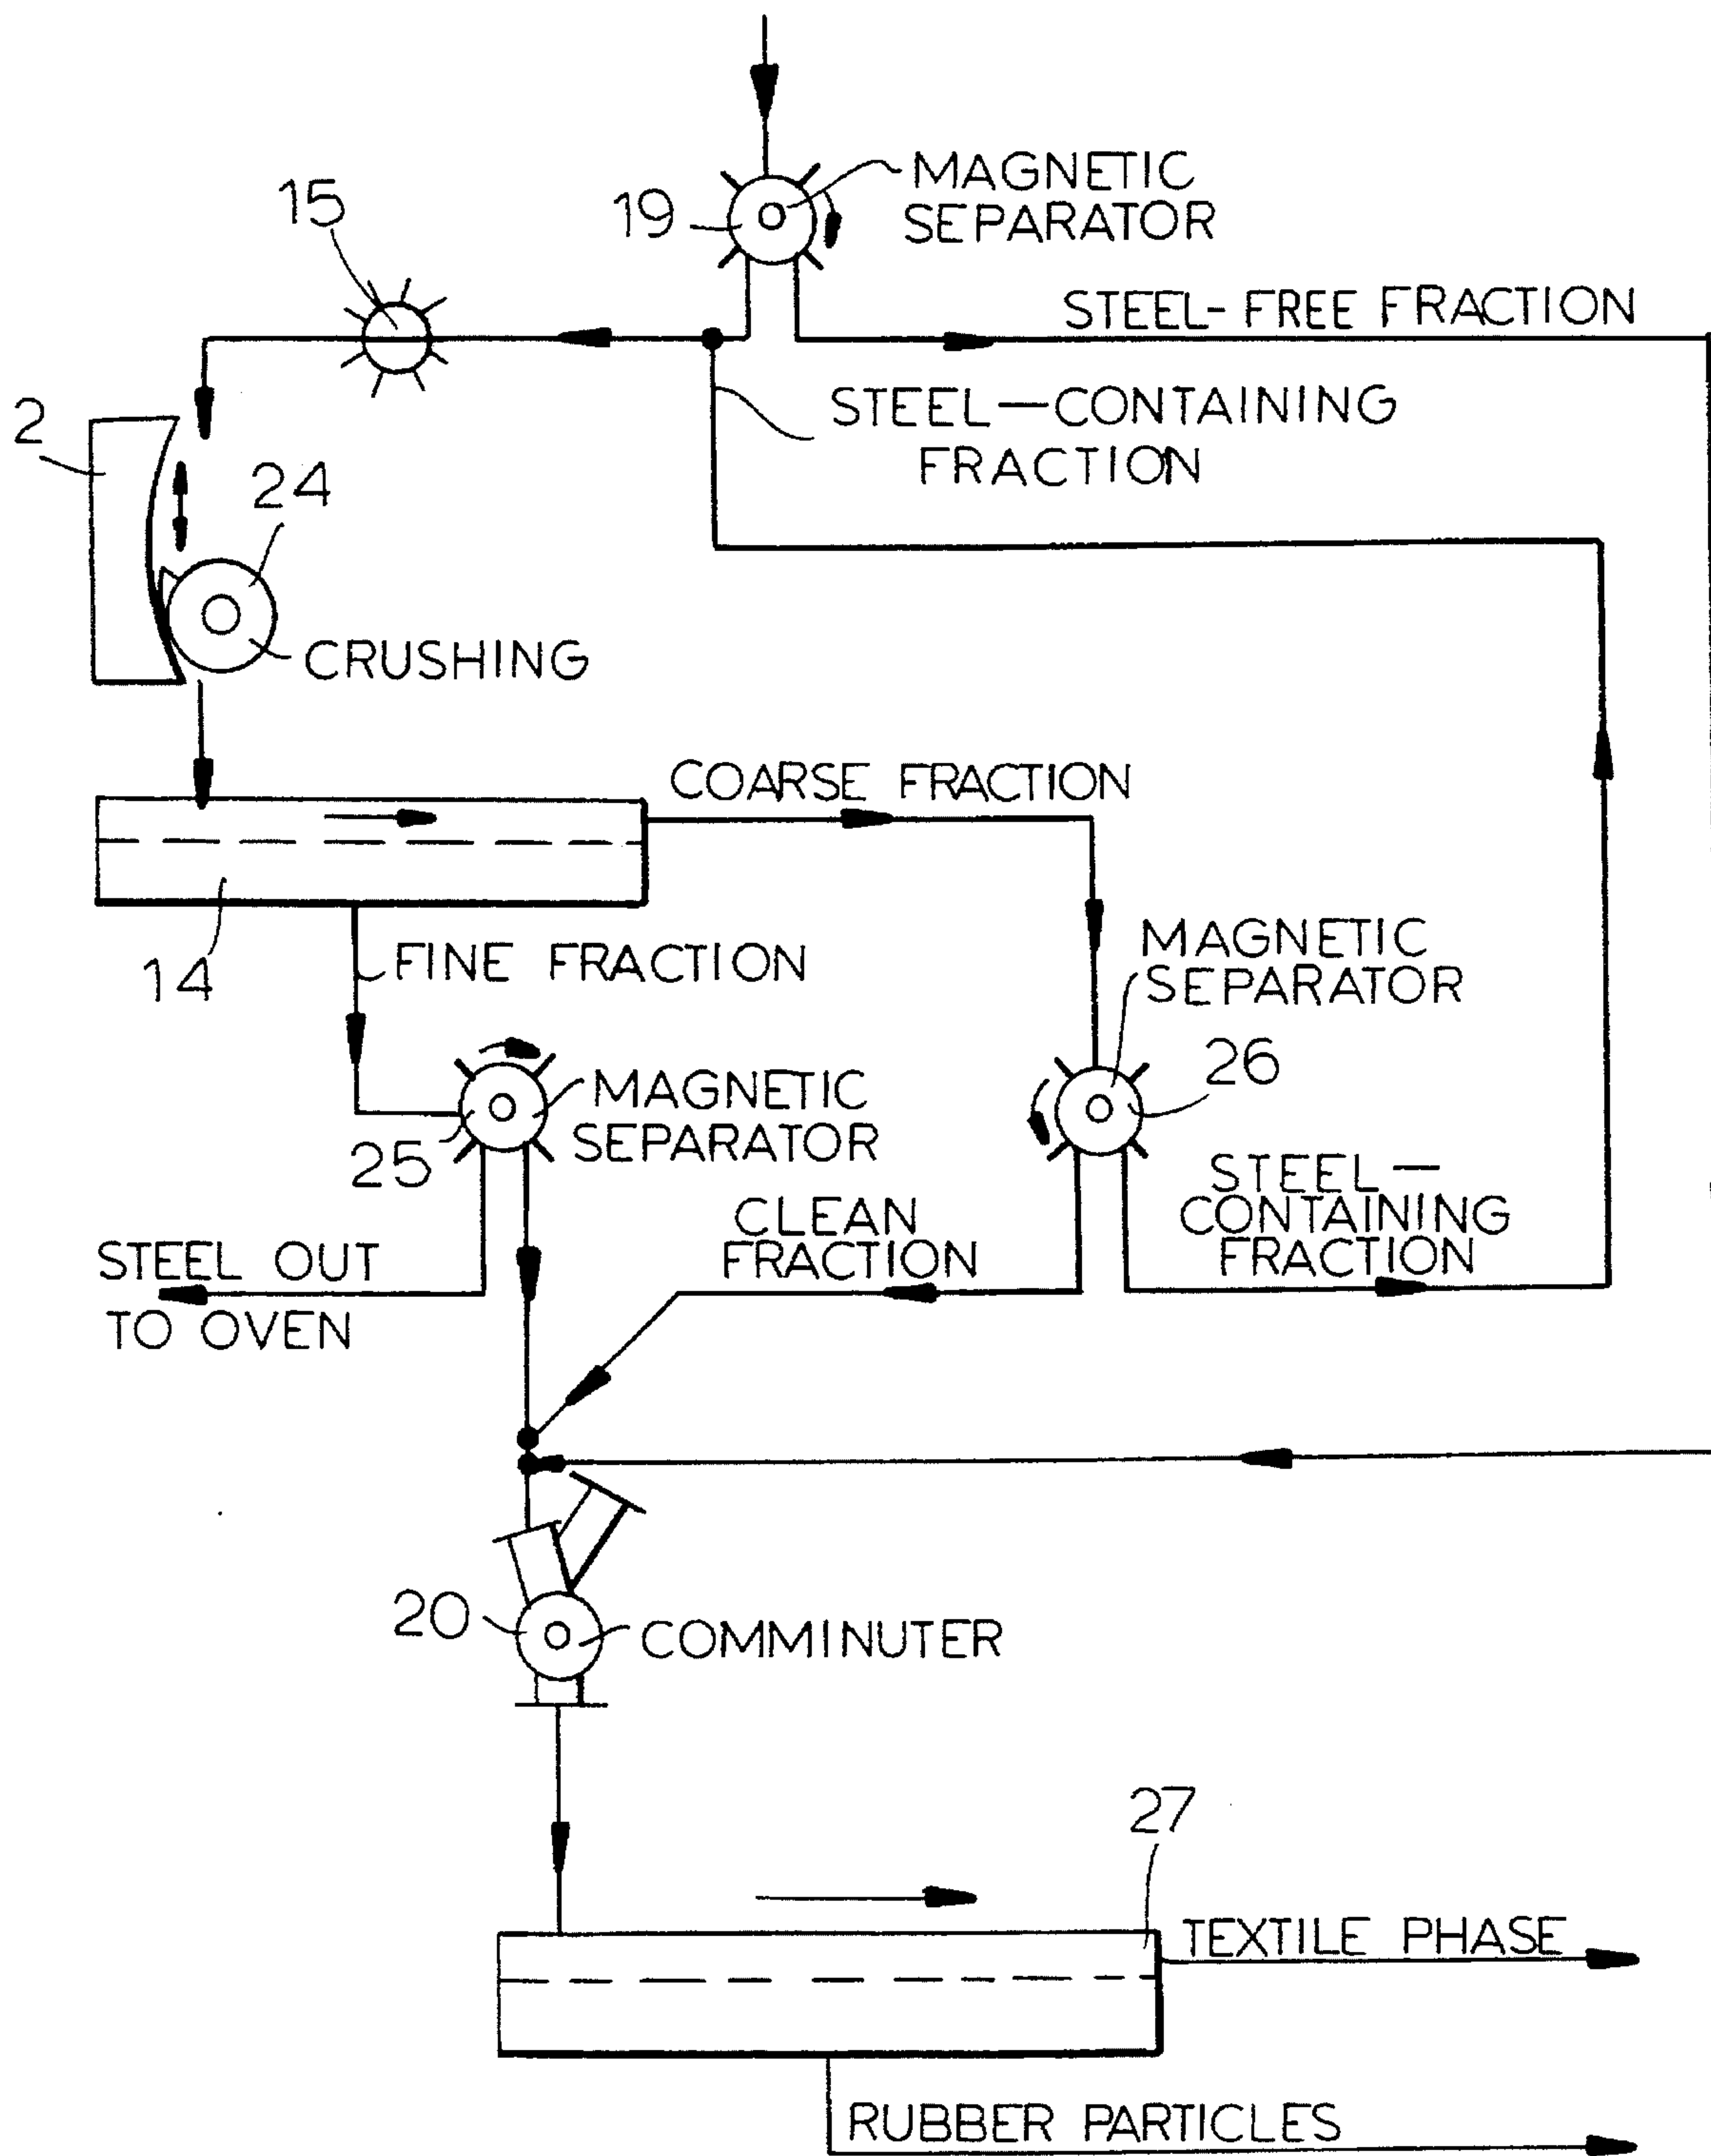 MAGNETIC
SEPARATOR
19
15
STEEL-FREE FRACTION
STEEL—CONTAINING
FRACTION
2
24
CRUSHING
COARSE FRACTION
14
FINE FRACTION
MAGNETIC
SEPARATOR
26
MAGNETIC
SEPARATOR
25
STEEL—
CONTAINING
FRACTION
CLEAN
FRACTION
STEEL OUT
TO OVEN
20
COMMINUTER
27
TEXTILE PHASE
RUBBER PARTICLES